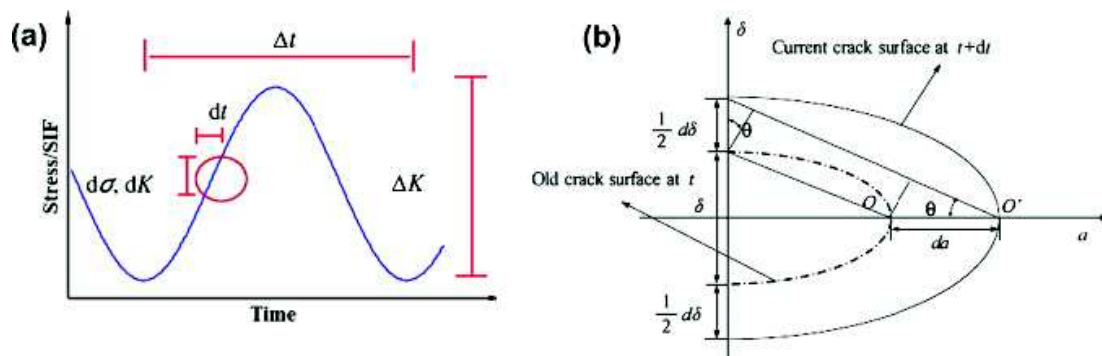 (a)
Δt
dt
dσ, dK
ΔK
Stress/SIF
Time
(b)
δ
Current crack surface at t+dt
1/2 dδ
θ
Old crack surface at t
δ
O
θ
O'
da
a
1/2 dδ